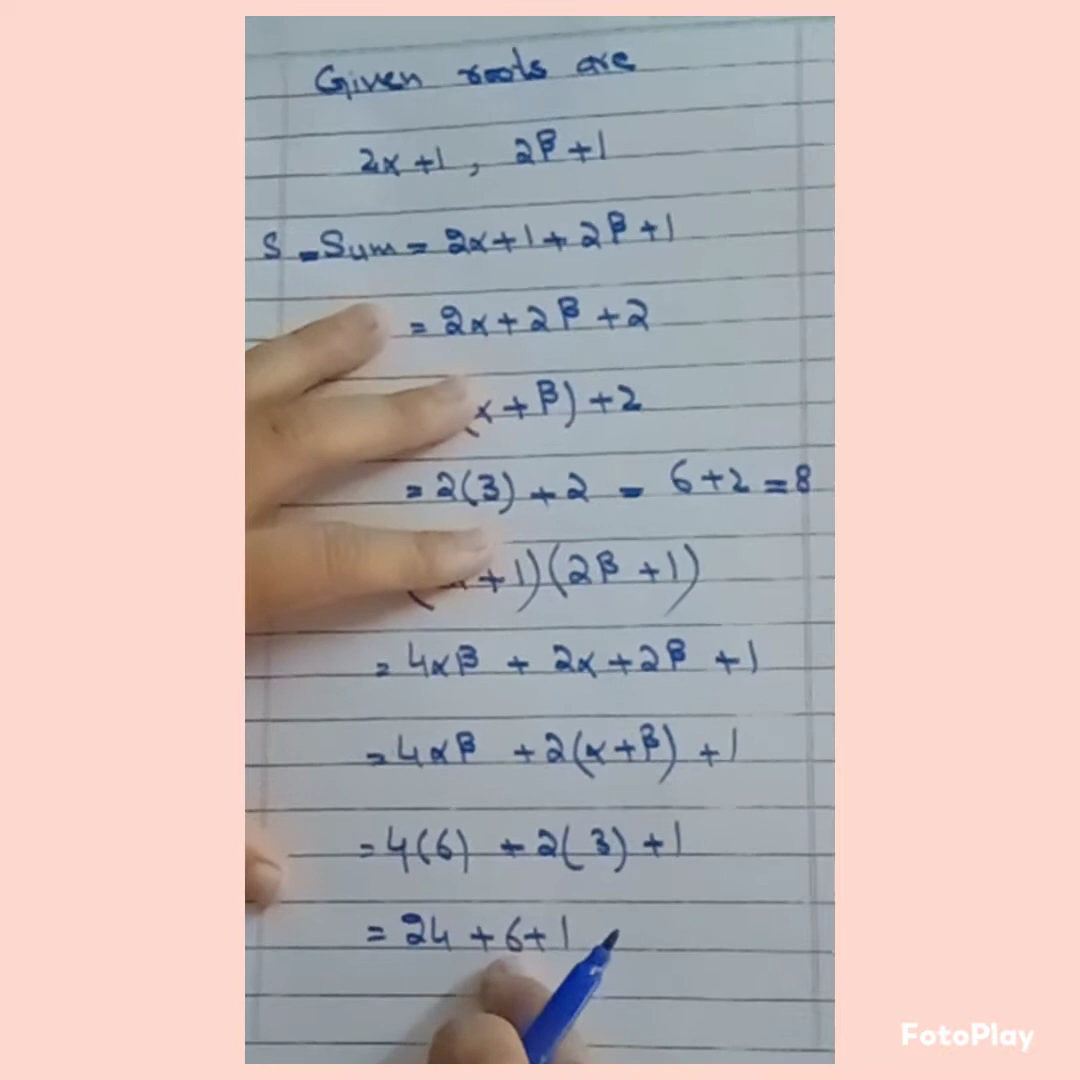 Given roots are
2α+1, 2β+1
S = Sum = 2α+1+2β+1
= 2α+2β+2
(α+β)+2
= 2(3)+2 = 6+2=8
+1)(2β+1)
= 4αβ + 2α+2β+1
= 4αβ +2(α+β)+1
= 4(6) +2(3)+1
= 24+6+1
FotoPlay